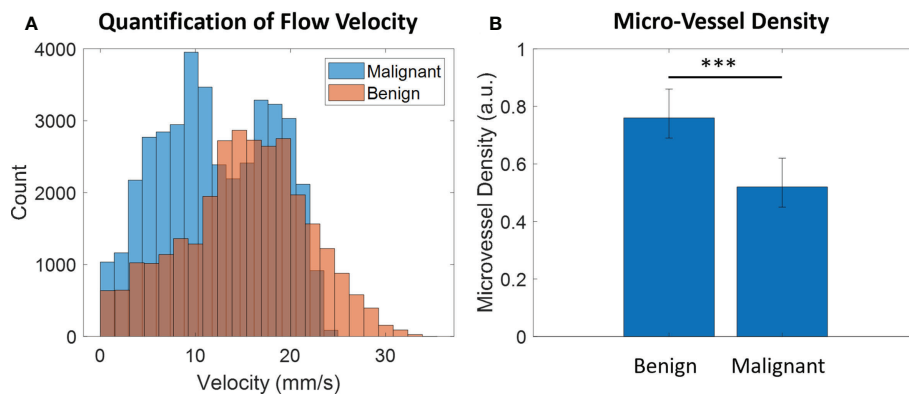 A Quantification of Flow Velocity
4000
3000
2000
1000
0
Count
Malignant
Benign
0 10 20 30
Velocity (mm/s)
B Micro-Vessel Density
1
0.8
0.6
0.4
0.2
0
Microvessel Density (a.u.)
***
Benign Malignant